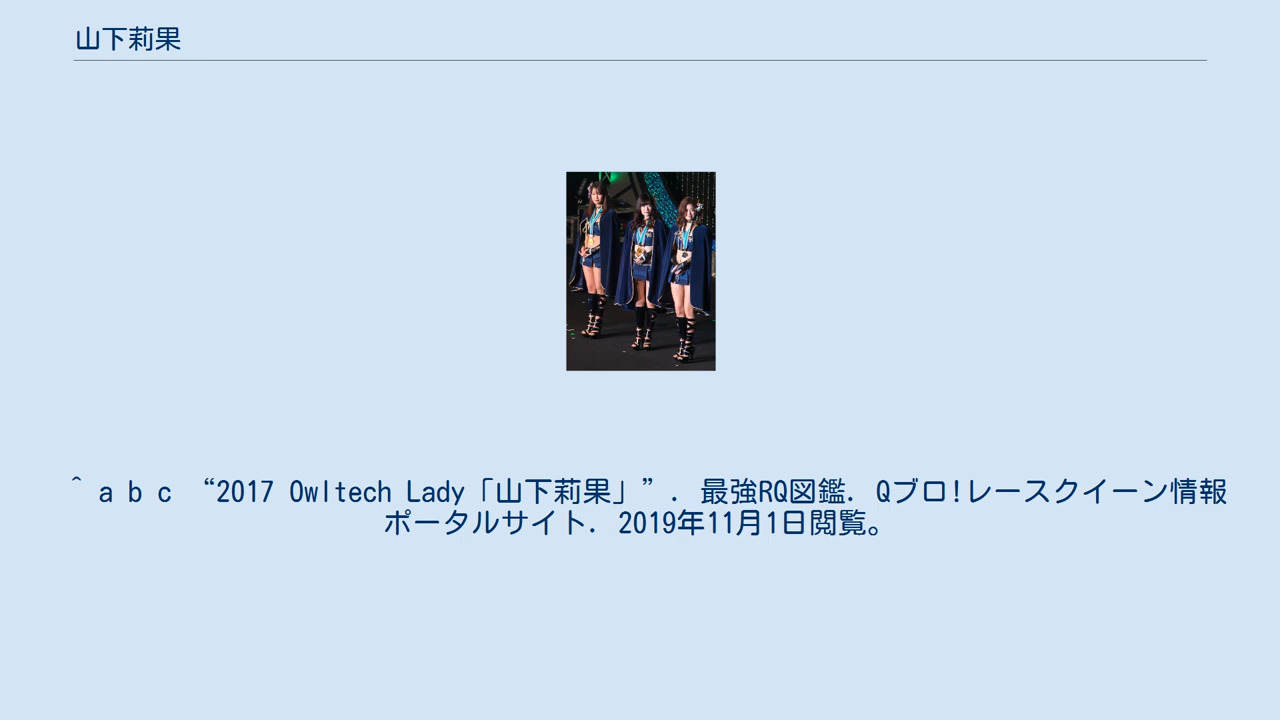 山下莉果
^ a b c “2017 Owltech Lady「山下莉果」”. 最強RQ図鑑. Qブロ!レースクイーン情報
ポータルサイト. 2019年11月1日閲覧。